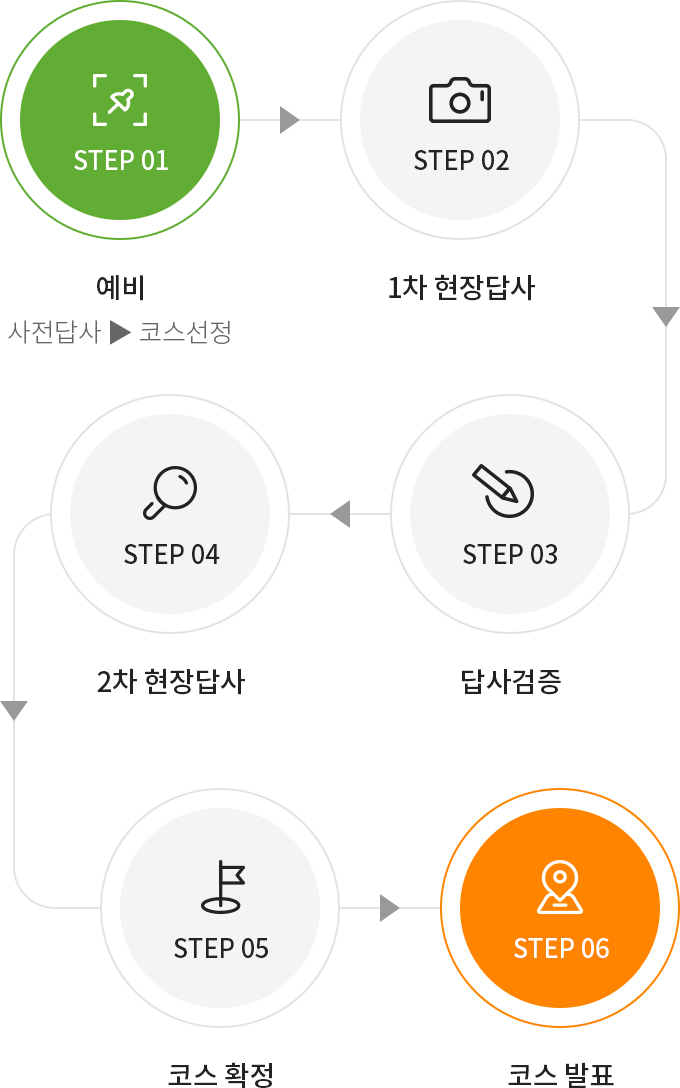 STEP 01
STEP 02
예비
사전답사 ▶ 코스선정
1차 현장답사
STEP 03
답사검증
STEP 04
2차 현장답사
STEP 05
코스 확정
STEP 06
코스 발표